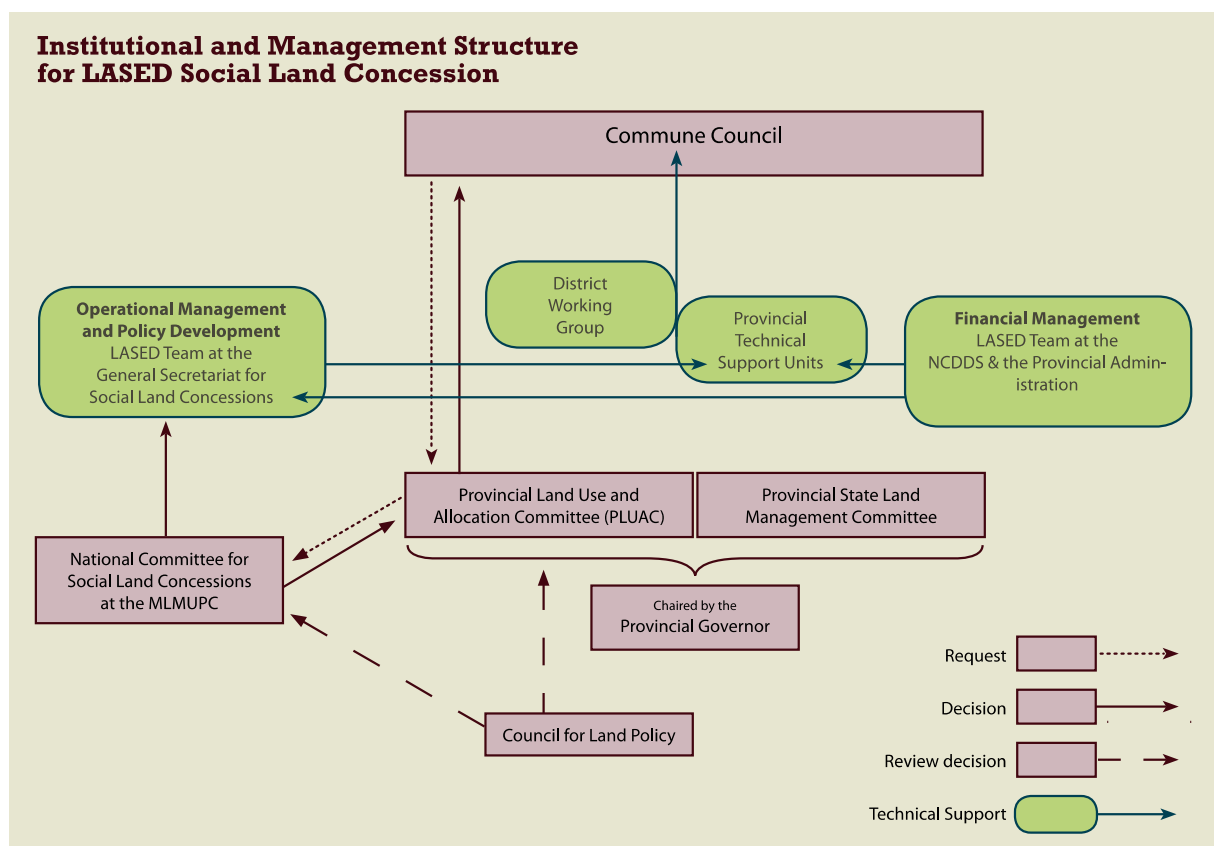 Institutional and Management Structure
for LASED Social Land Concession
Commune Council
District
Working
Group
Operational Management
and Policy Development
LASED Team at the
General Secretariat for
Social Land Concessions
Provincial
Technical
Support Units
Financial Management
LASED Team at the
NCDDS & the Provincial Admin-
istration
Provincial Land Use and
Allocation Committee (PLUAC)
Provincial State Land
Management Committee
National Committee for
Social Land Concessions
at the MLMUPC
Chaired by the
Provincial Governor
Council for Land Policy
Request
Decision
Review decision
Technical Support